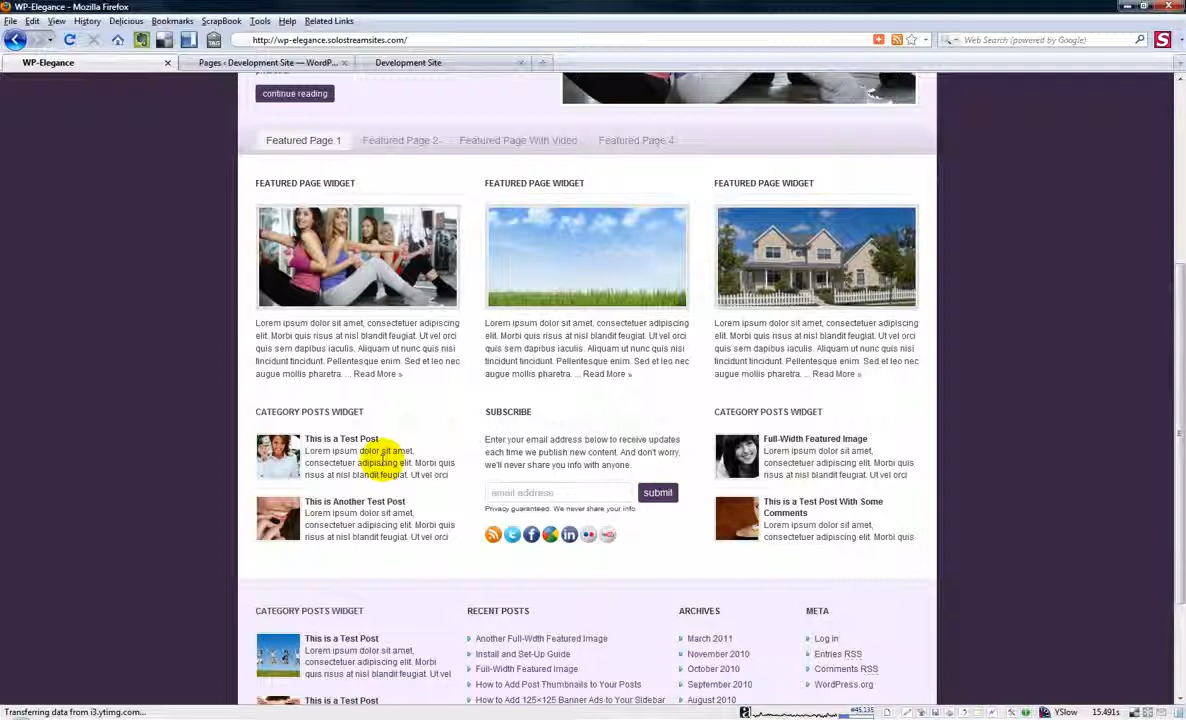 WP-Elegance - Mozilla Firefox
File Edit View History Delicious Bookmarks ScrapBook Tools Help Related Links
http://wp-elegance.solostreamsites.com/
Web Search (powered by Google)
WP-Elegance
Pages ‹ Development Site — WordP...
Development Site
continue reading
Featured Page 1
Featured Page 2
Featured Page With Video
Featured Page 4
FEATURED PAGE WIDGET
Lorem ipsum dolor sit amet, consectetuer adipiscing
elit. Morbi quis risus at nisl blandit feugiat. Ut vel orci
quis sem dapibus iaculis. Aliquam ut nunc quis nisi
tincidunt tincidunt. Pellentesque enim. Sed et leo nec
augue mollis pharetra. ... Read More »
FEATURED PAGE WIDGET
Lorem ipsum dolor sit amet, consectetuer adipiscing
elit. Morbi quis risus at nisl blandit feugiat. Ut vel orci
quis sem dapibus iaculis. Aliquam ut nunc quis nisi
tincidunt tincidunt. Pellentesque enim. Sed et leo nec
augue mollis pharetra. ... Read More »
FEATURED PAGE WIDGET
Lorem ipsum dolor sit amet, consectetuer adipiscing
elit. Morbi quis risus at nisl blandit feugiat. Ut vel orci
quis sem dapibus iaculis. Aliquam ut nunc quis nisi
tincidunt tincidunt. Pellentesque enim. Sed et leo nec
augue mollis pharetra. ... Read More »
CATEGORY POSTS WIDGET
This is a Test Post
Lorem ipsum dolor sit amet,
consectetuer adipiscing elit. Morbi quis
risus at nisl blandit feugiat. Ut vel orci
This is Another Test Post
Lorem ipsum dolor sit amet,
consectetuer adipiscing elit. Morbi quis
risus at nisl blandit feugiat. Ut vel orci
SUBSCRIBE
Enter your email address below to receive updates
each time we publish new content. And don't worry,
we'll never share you info with anyone.
email address
submit
Privacy guaranteed. We never share your info.
CATEGORY POSTS WIDGET
Full-Width Featured Image
Lorem ipsum dolor sit amet,
consectetuer adipiscing elit. Morbi quis
risus at nisl blandit feugiat. Ut vel orci
This is a Test Post With Some
Comments
Lorem ipsum dolor sit amet,
consectetuer adipiscing elit. Morbi quis
CATEGORY POSTS WIDGET
This is a Test Post
Lorem ipsum dolor sit amet,
consectetuer adipiscing elit. Morbi
quis risus at nisl blandit feugiat. Ut vel
This is a Test Post
RECENT POSTS
Another Full-Wdth Featured Image
Install and Set-Up Guide
Full-Width Featured Image
How to Add Post Thumbnails to Your Posts
How to Add 125×125 Banner Ads to Your Sidebar
ARCHIVES
March 2011
November 2010
October 2010
September 2010
August 2010
META
Log in
Entries RSS
Comments RSS
WordPress.org
Transferring data from i3.ytimg.com...
#45,135
YSlow
15.491s